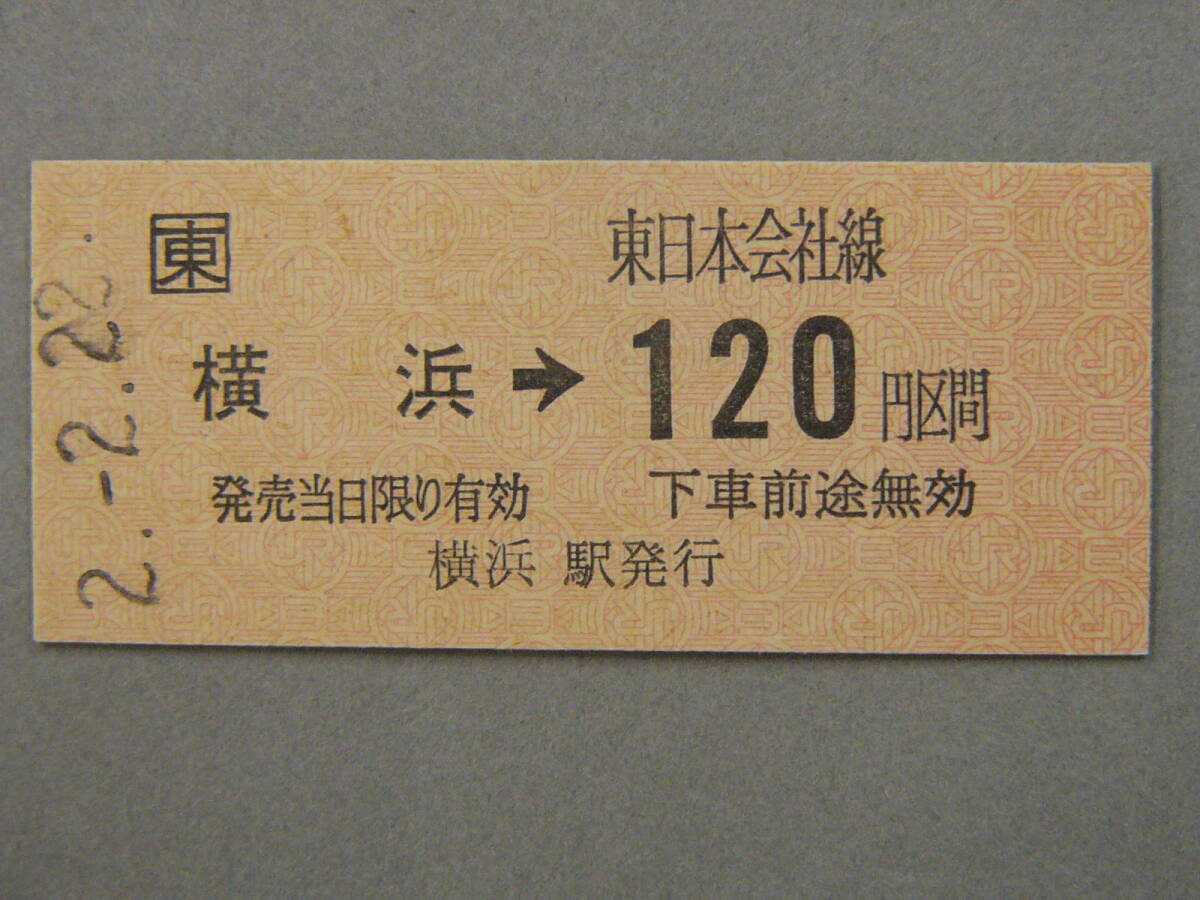 2.-2.22.
東 東日本会社線
横浜→120円区間
発売当日限り有効 下車前途無効
横浜 駅発行